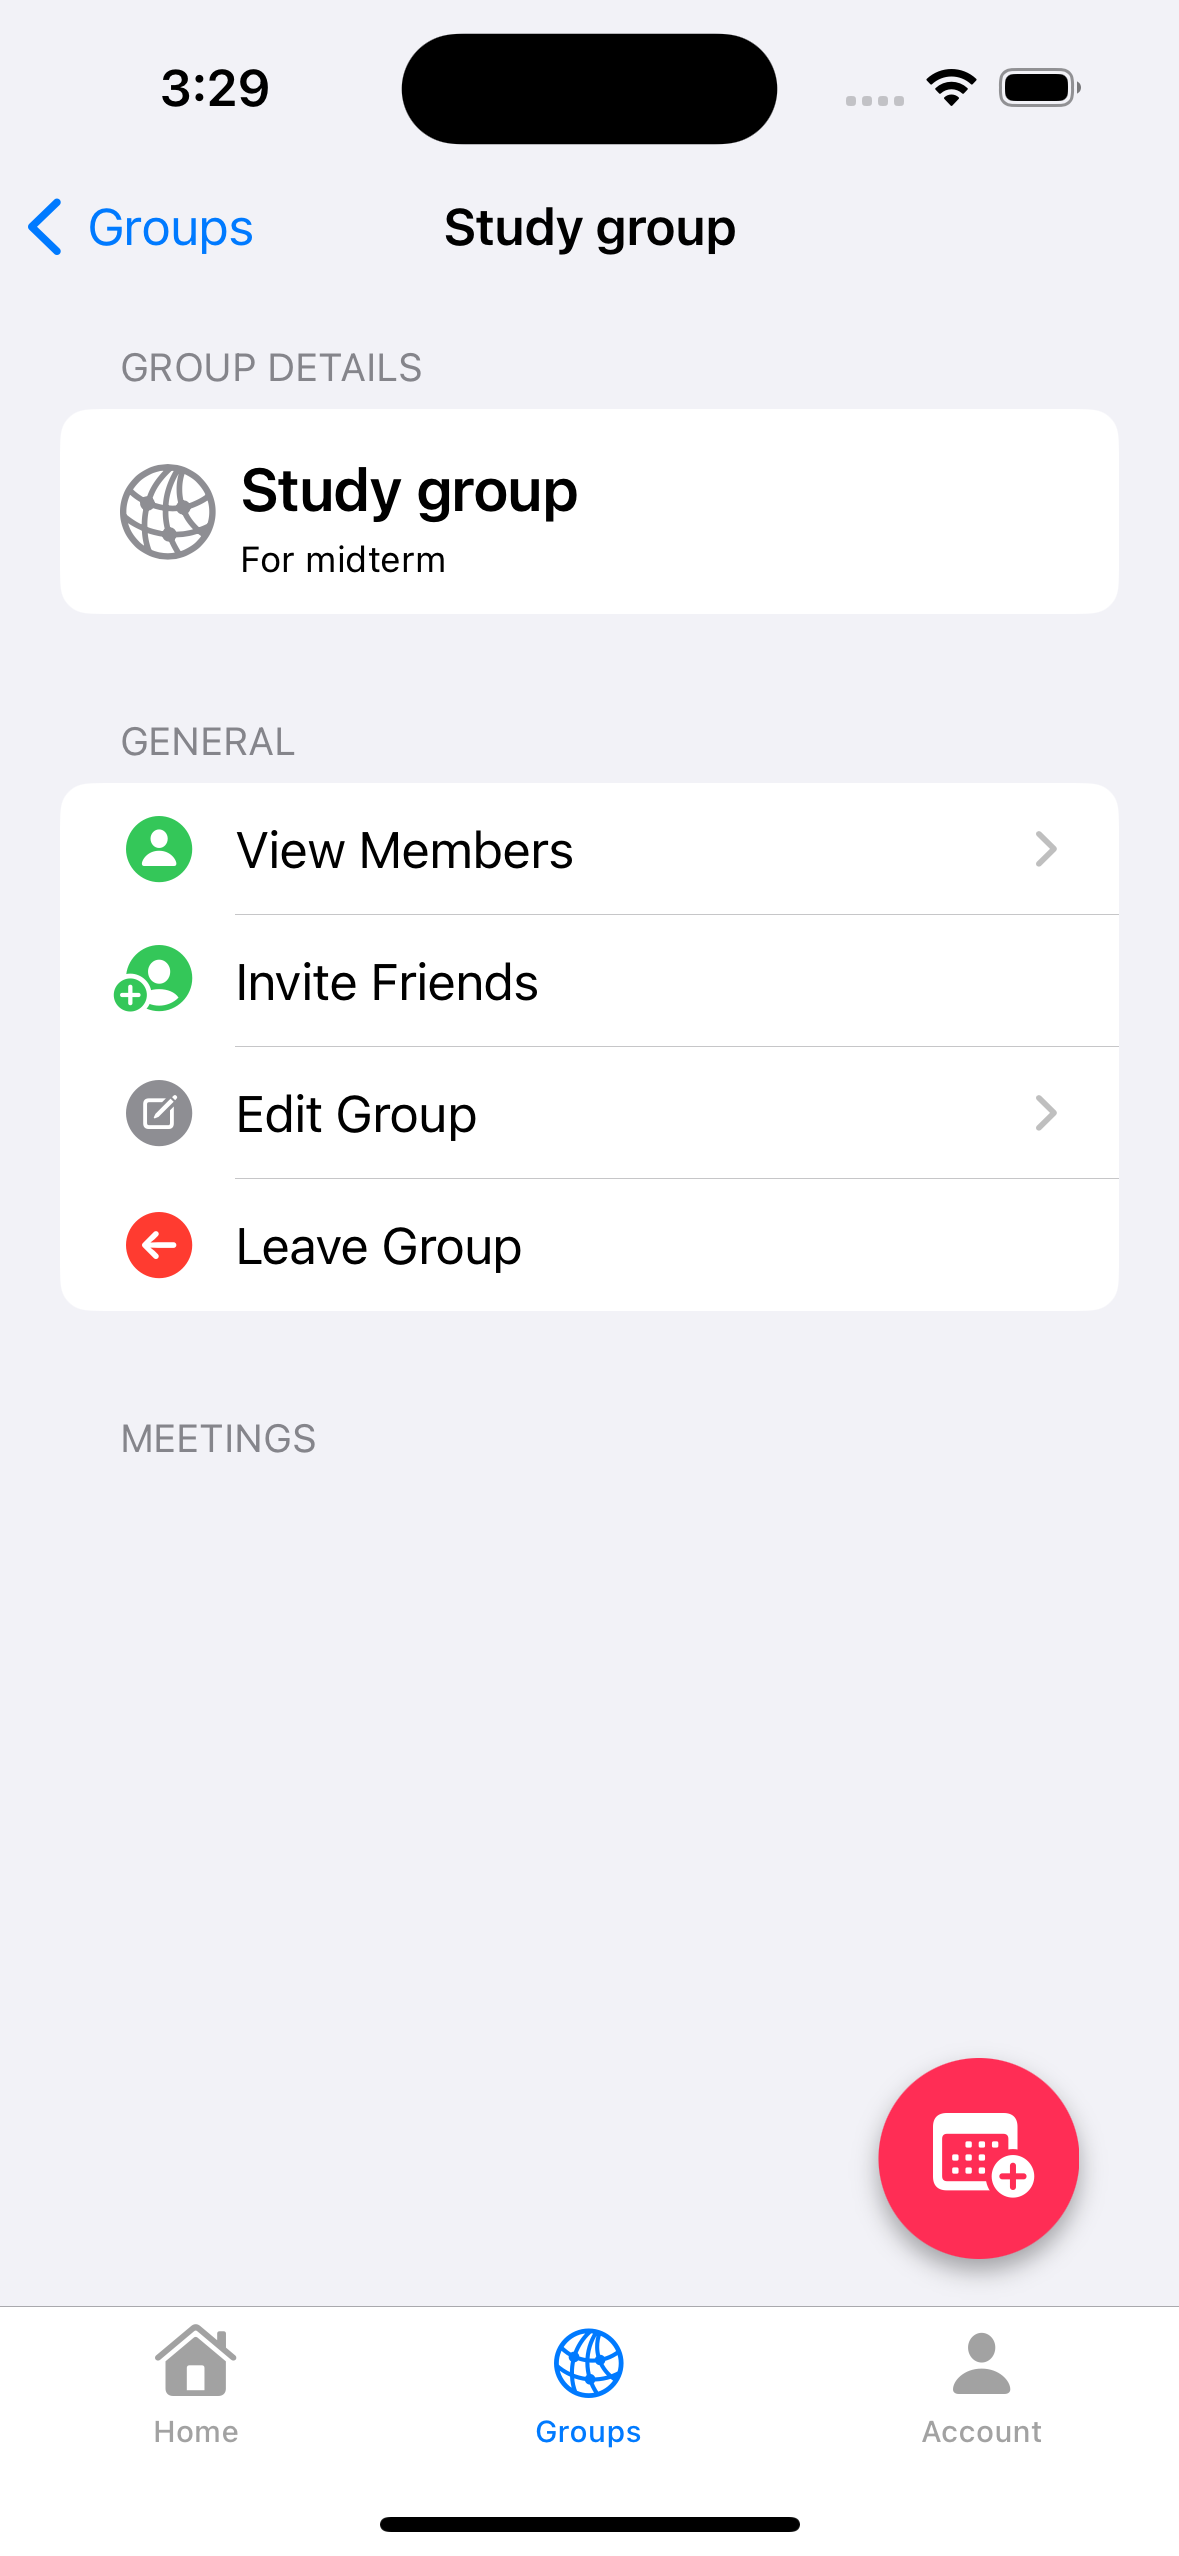 3:29
Groups
Study group
GROUP DETAILS
Study group
For midterm
GENERAL
View Members
Invite Friends
Edit Group
Leave Group
MEETINGS
Home
Groups
Account